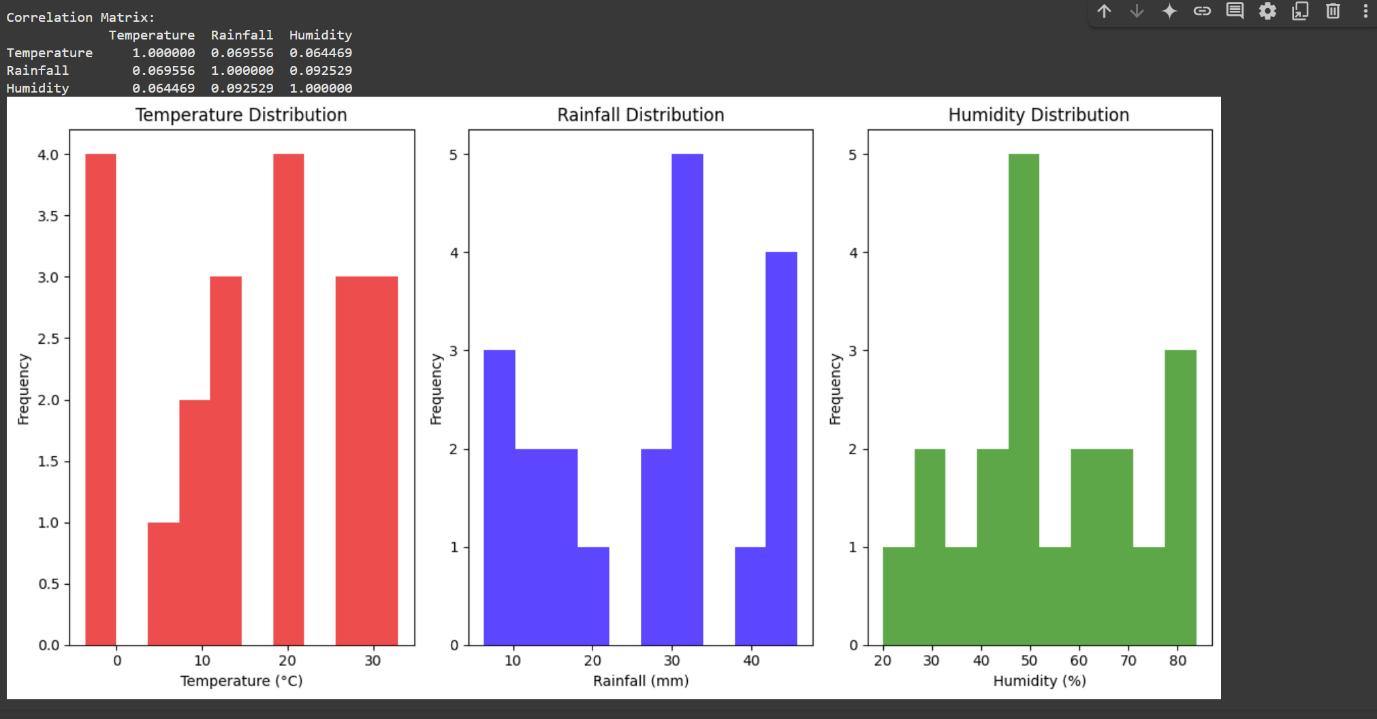 Correlation Matrix:
Temperature Rainfall Humidity
Temperature 1.000000 0.069556 0.064469
Rainfall 0.069556 1.000000 0.092529
Humidity 0.064469 0.092529 1.000000
Temperature Distribution
4.0
3.5
3.0
2.5
2.0
1.5
1.0
0.5
0.0
Frequency
0 10 20 30
Temperature (°C)
Rainfall Distribution
5
4
3
2
1
0
Frequency
10 20 30 40
Rainfall (mm)
Humidity Distribution
5
4
3
2
1
0
Frequency
20 30 40 50 60 70 80
Humidity (%)